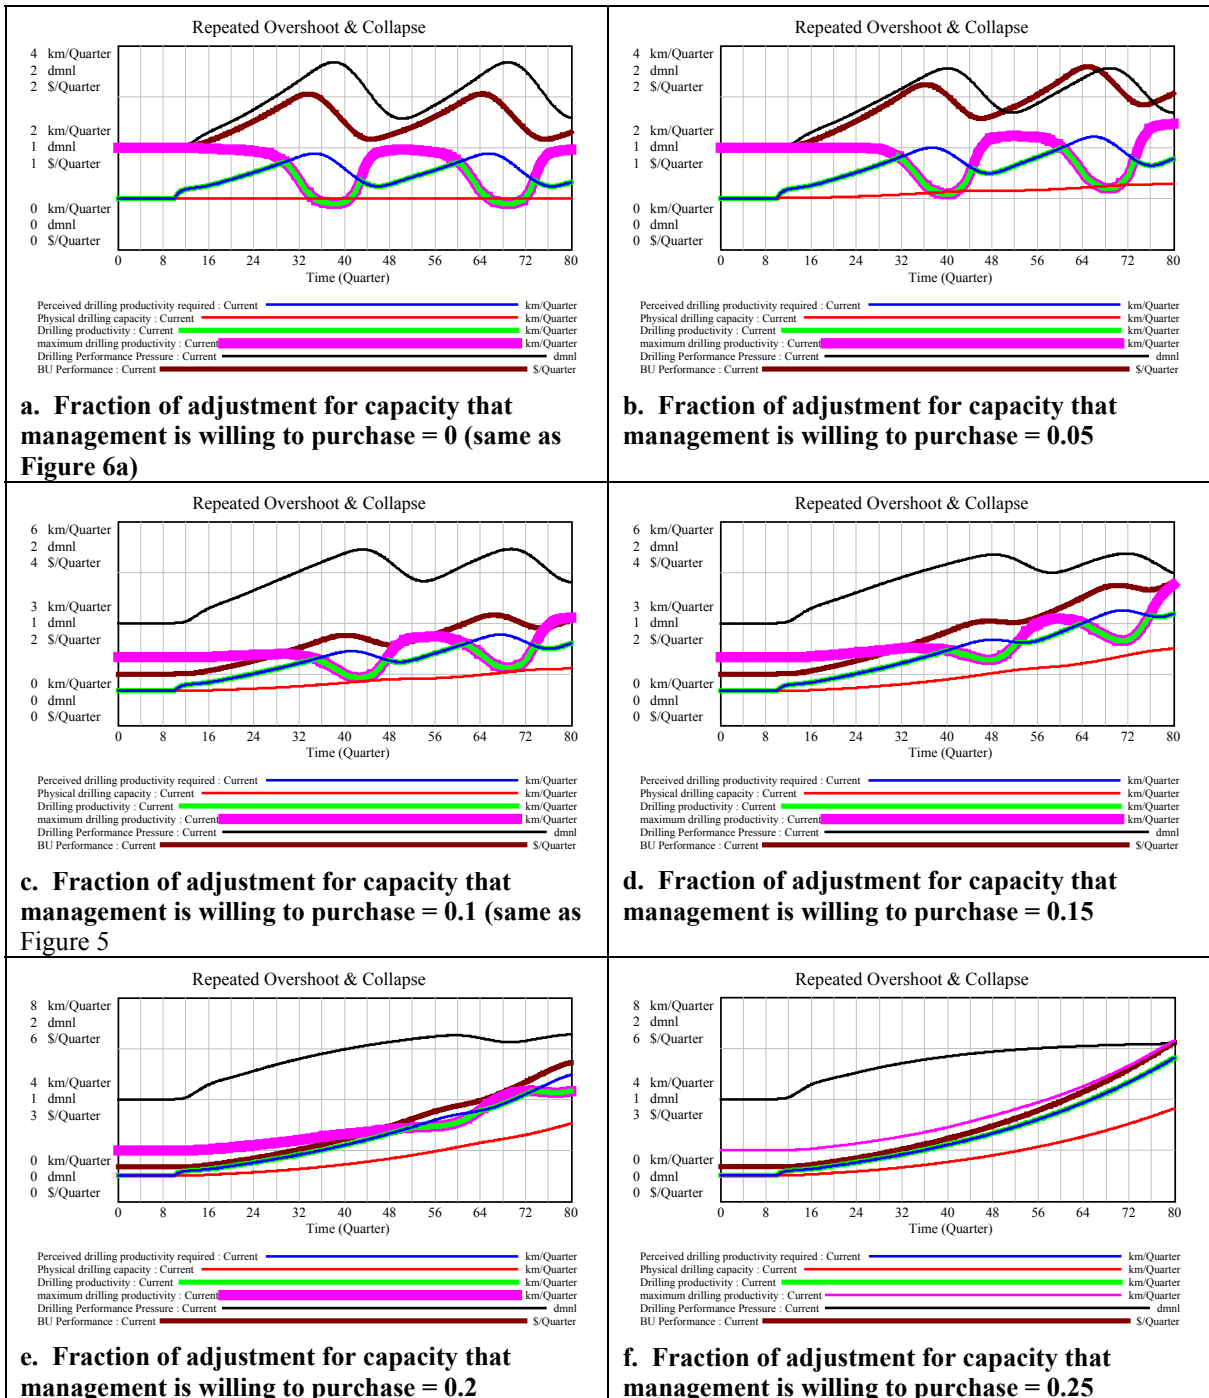 Repeated Overshoot & Collapse
4 km/Quarter
2 dmnl
2 $/Quarter
2 km/Quarter
1 dmnl
1 $/Quarter
0 km/Quarter
0 dmnl
0 $/Quarter
0 8 16 24 32 40 48 56 64 72 80
Time (Quarter)
Perceived drilling productivity required : Current km/Quarter
Physical drilling capacity : Current km/Quarter
Drilling productivity : Current km/Quarter
maximum drilling productivity : Current km/Quarter
Drilling Performance Pressure : Current dmnl
BU Performance : Current $/Quarter
a. Fraction of adjustment for capacity that
management is willing to purchase = 0 (same as
Figure 6a)
Repeated Overshoot & Collapse
4 km/Quarter
2 dmnl
2 $/Quarter
2 km/Quarter
1 dmnl
1 $/Quarter
0 km/Quarter
0 dmnl
0 $/Quarter
0 8 16 24 32 40 48 56 64 72 80
Time (Quarter)
Perceived drilling productivity required : Current km/Quarter
Physical drilling capacity : Current km/Quarter
Drilling productivity : Current km/Quarter
maximum drilling productivity : Current km/Quarter
Drilling Performance Pressure : Current dmnl
BU Performance : Current $/Quarter
b. Fraction of adjustment for capacity that
management is willing to purchase = 0.05
Repeated Overshoot & Collapse
6 km/Quarter
2 dmnl
4 $/Quarter
3 km/Quarter
1 dmnl
2 $/Quarter
0 km/Quarter
0 dmnl
0 $/Quarter
0 8 16 24 32 40 48 56 64 72 80
Time (Quarter)
Perceived drilling productivity required : Current km/Quarter
Physical drilling capacity : Current km/Quarter
Drilling productivity : Current km/Quarter
maximum drilling productivity : Current km/Quarter
Drilling Performance Pressure : Current dmnl
BU Performance : Current $/Quarter
c. Fraction of adjustment for capacity that
management is willing to purchase = 0.1 (same as
Figure 5
Repeated Overshoot & Collapse
6 km/Quarter
2 dmnl
4 $/Quarter
3 km/Quarter
1 dmnl
2 $/Quarter
0 km/Quarter
0 dmnl
0 $/Quarter
0 8 16 24 32 40 48 56 64 72 80
Time (Quarter)
Perceived drilling productivity required : Current km/Quarter
Physical drilling capacity : Current km/Quarter
Drilling productivity : Current km/Quarter
maximum drilling productivity : Current km/Quarter
Drilling Performance Pressure : Current dmnl
BU Performance : Current $/Quarter
d. Fraction of adjustment for capacity that
management is willing to purchase = 0.15
Repeated Overshoot & Collapse
8 km/Quarter
2 dmnl
6 $/Quarter
4 km/Quarter
1 dmnl
3 $/Quarter
0 km/Quarter
0 dmnl
0 $/Quarter
0 8 16 24 32 40 48 56 64 72 80
Time (Quarter)
Perceived drilling productivity required : Current km/Quarter
Physical drilling capacity : Current km/Quarter
Drilling productivity : Current km/Quarter
maximum drilling productivity : Current km/Quarter
Drilling Performance Pressure : Current dmnl
BU Performance : Current $/Quarter
e. Fraction of adjustment for capacity that
management is willing to purchase = 0.2
Repeated Overshoot & Collapse
8 km/Quarter
2 dmnl
6 $/Quarter
4 km/Quarter
1 dmnl
3 $/Quarter
0 km/Quarter
0 dmnl
0 $/Quarter
0 8 16 24 32 40 48 56 64 72 80
Time (Quarter)
Perceived drilling productivity required : Current km/Quarter
Physical drilling capacity : Current km/Quarter
Drilling productivity : Current km/Quarter
maximum drilling productivity : Current km/Quarter
Drilling Performance Pressure : Current dmnl
BU Performance : Current $/Quarter
f. Fraction of adjustment for capacity that
management is willing to purchase = 0.25